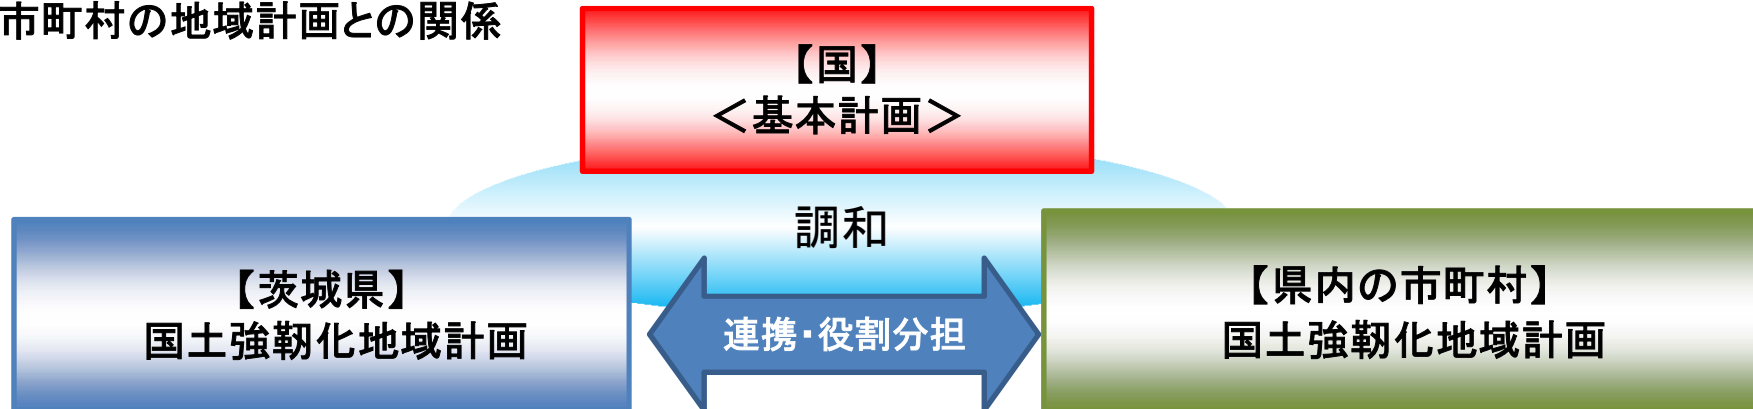 市町村の地域計画との関係
【国】
＜基本計画＞
調和
【茨城県】
国土強靭化地域計画
連携・役割分担
【県内の市町村】
国土強靭化地域計画